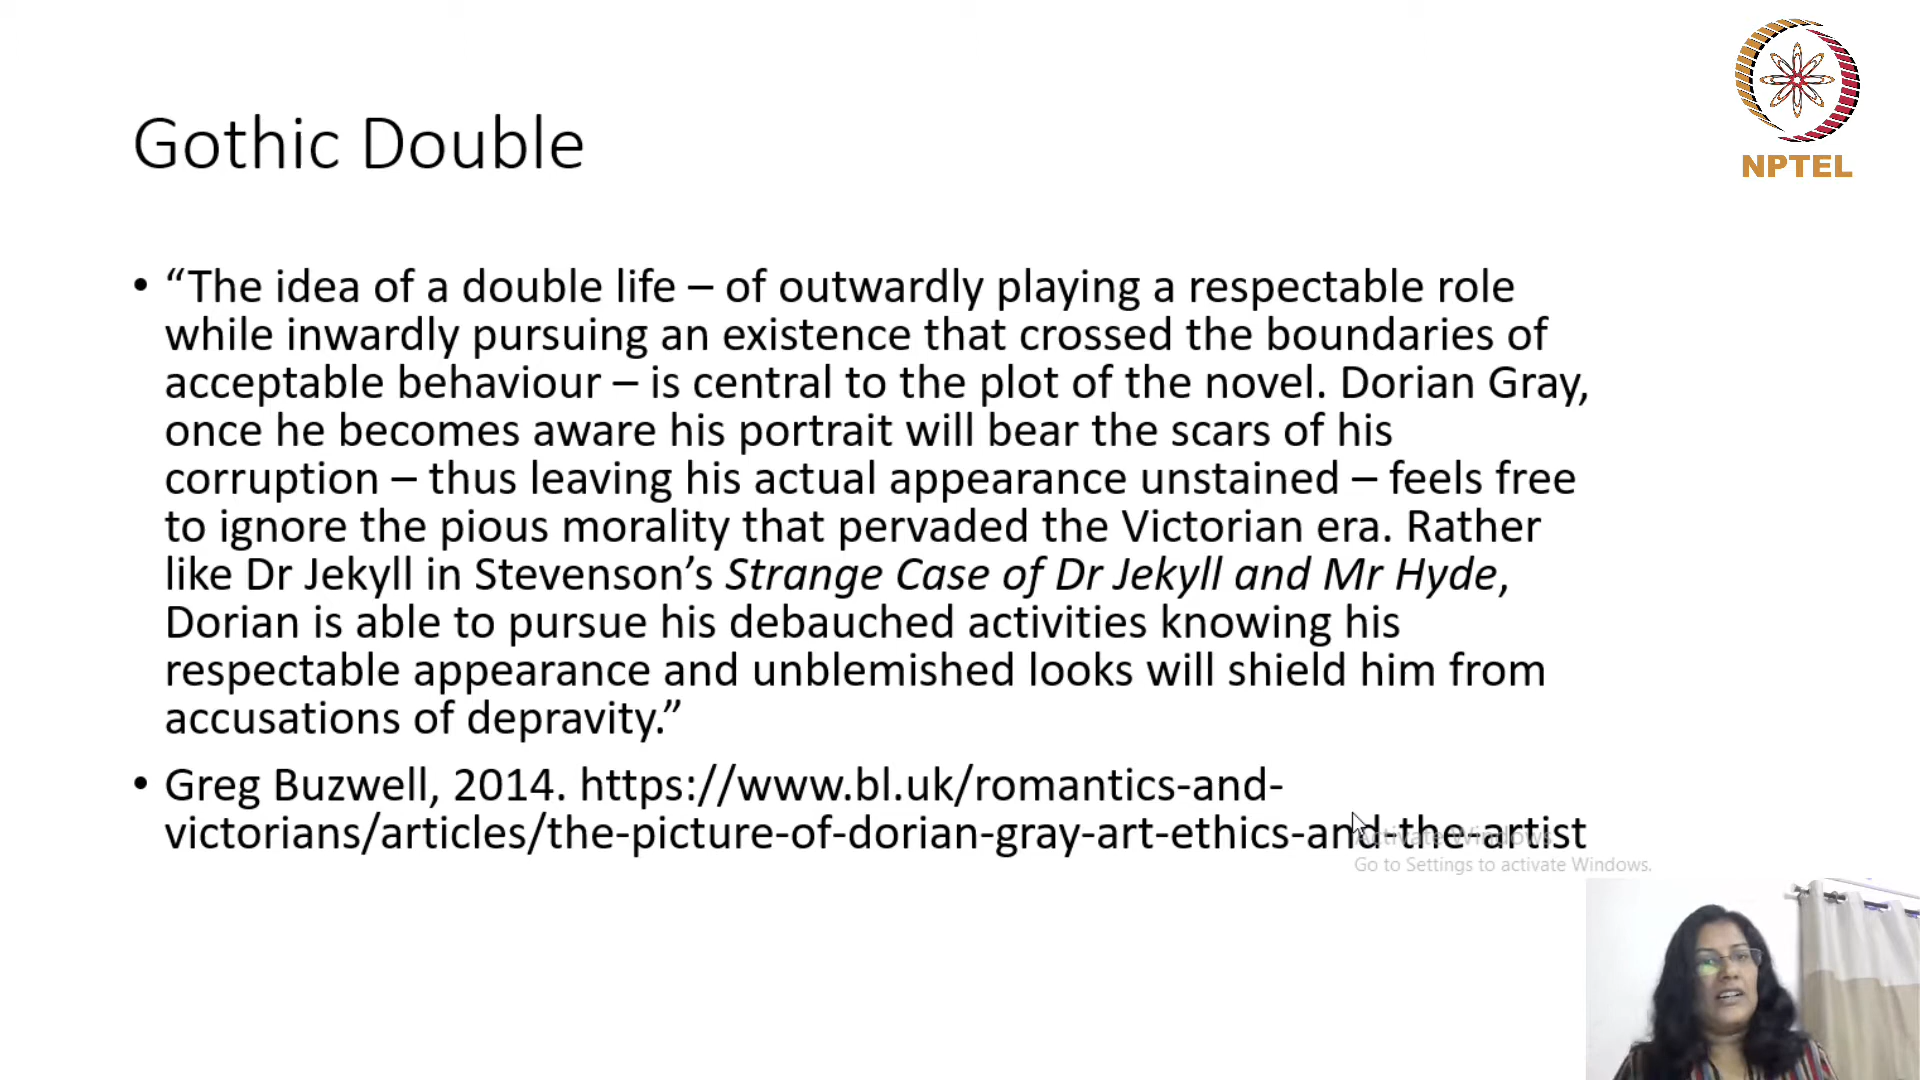 NPTEL
Gothic Double
• “The idea of a double life – of outwardly playing a respectable role
while inwardly pursuing an existence that crossed the boundaries of
acceptable behaviour – is central to the plot of the novel. Dorian Gray,
once he becomes aware his portrait will bear the scars of his
corruption – thus leaving his actual appearance unstained – feels free
to ignore the pious morality that pervaded the Victorian era. Rather
like Dr Jekyll in Stevenson’s Strange Case of Dr Jekyll and Mr Hyde,
Dorian is able to pursue his debauched activities knowing his
respectable appearance and unblemished looks will shield him from
accusations of depravity.”
• Greg Buzwell, 2014. https://www.bl.uk/romantics-and-
victorians/articles/the-picture-of-dorian-gray-art-ethics-and-the-artist
Activate Windows
Go to Settings to activate Windows.